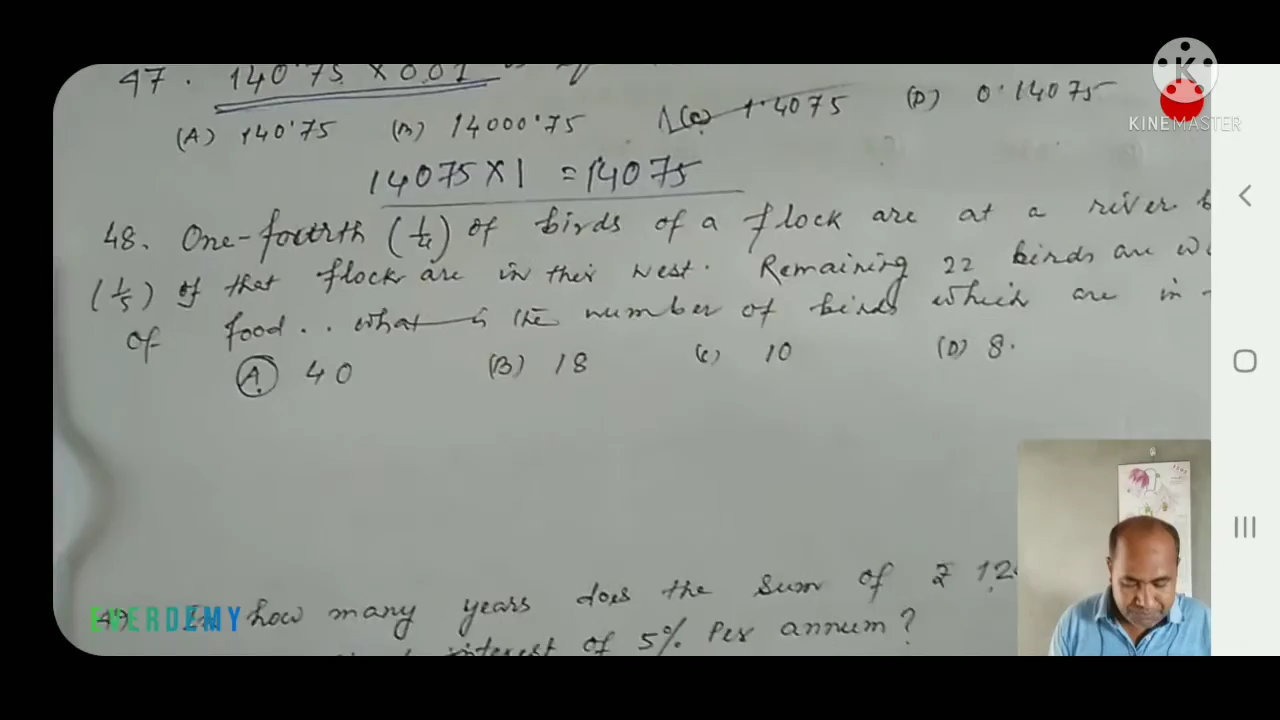 47. 140.75 × 0.01
(A) 140.75 (B) 14000.75 (C) 1.4075 (D) 0.14075
KINEMASTER
14075 × 1 = 14075
48. One-fourth (1/4) of birds of a flock are at a river
(1/5) of that flock are in their nest. Remaining 22 birds are
of food.. what is the number of birds which are in
(A) 40 (B) 18 (C) 10 (D) 8.
49. In how many years does the sum of ₹ 12
EVERDEMY
interest of 5% per annum?